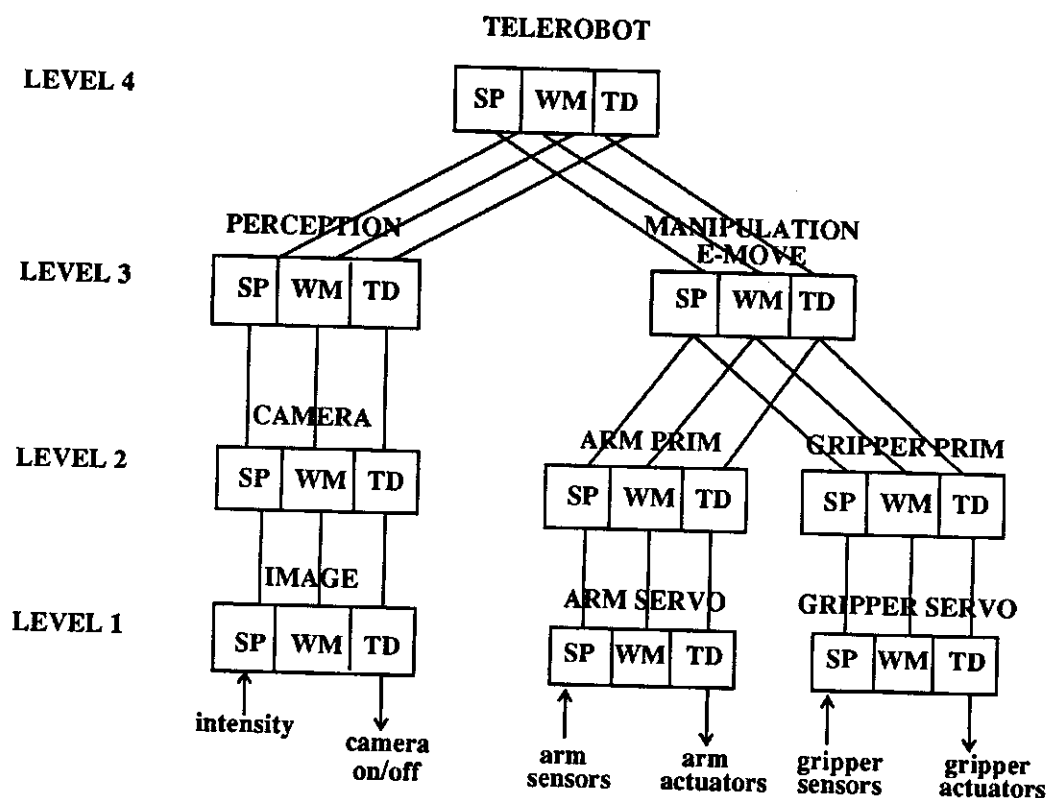 TELEROBOT
LEVEL 4
SP WM TD
PERCEPTION
MANIPULATION
E-MOVE
LEVEL 3
SP WM TD
SP WM TD
CAMERA
ARM PRIM
GRIPPER PRIM
LEVEL 2
SP WM TD
SP WM TD
SP WM TD
IMAGE
ARM SERVO
GRIPPER SERVO
LEVEL 1
SP WM TD
SP WM TD
SP WM TD
intensity
camera
on/off
arm
sensors
arm
actuators
gripper
sensors
gripper
actuators